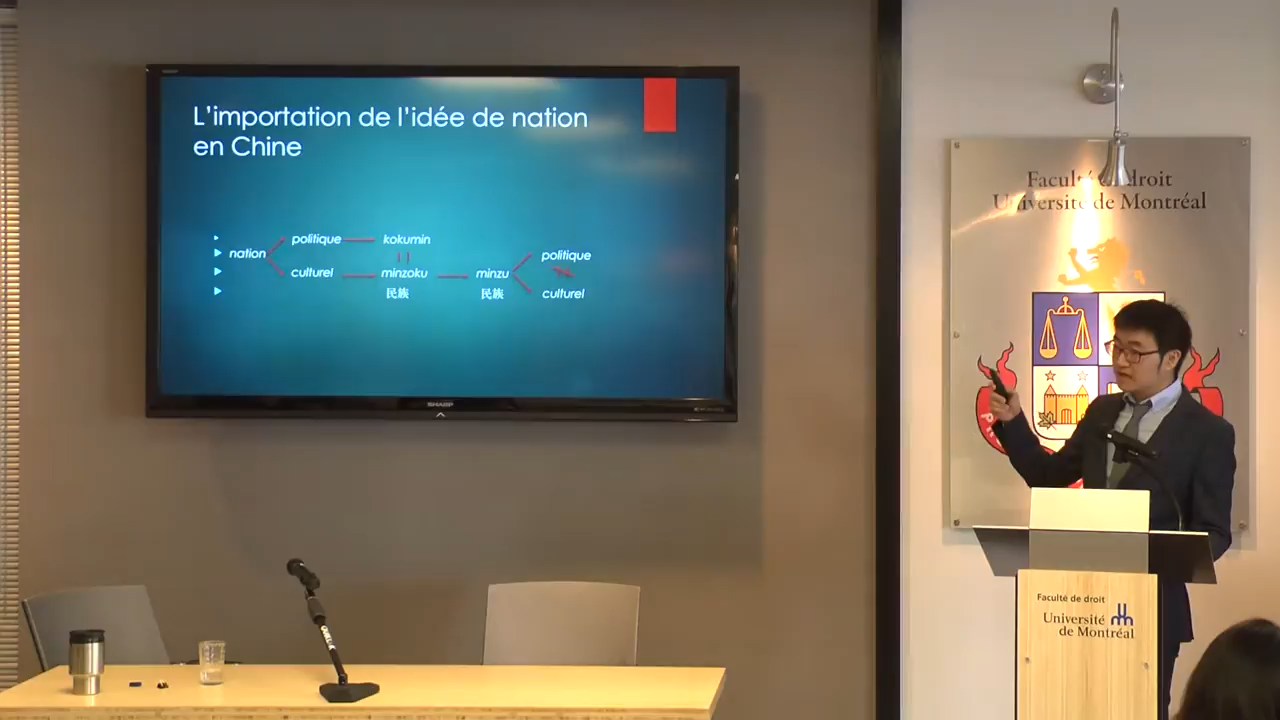 L'importation de l'idée de nation
en Chine
politique kokumin
nation
culturel minzoku minzu
politique
民族 民族 culturel
SHARP
Faculté de droit
Université de Montréal
Faculté de droit
Université
de Montréal